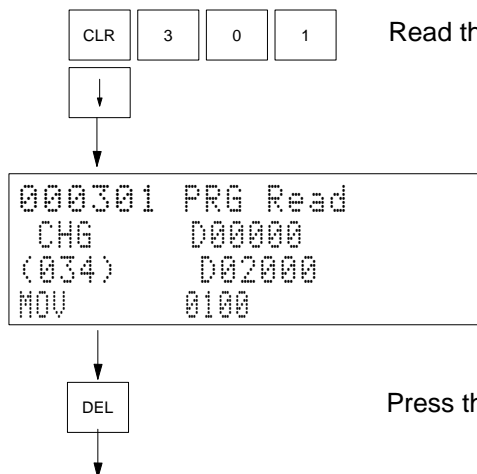 CLR 3 0 1 Read th
↓
000301 PRG Read
CHG D00000
(034) D02000
MOV 0100
DEL Press th